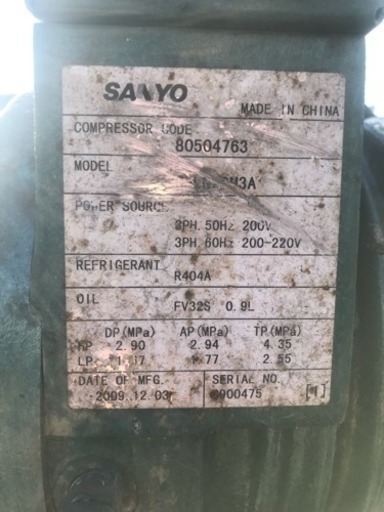 SANYO
MADE IN CHINA
COMPRESSOR CODE
80504763
MODEL
POWER SOURCE
3PH. 50Hz 200V
3PH. 60Hz 200-220V
REFRIGERANT
R404A
OIL
FV32S 0.9L
DP(MPa) AP(MPa) TP(MPa)
HP 2.90 2.94 4.35
LP 1.77 2.55
DATE OF MFG.
SERIAL NO.
2009.12.03
[1]